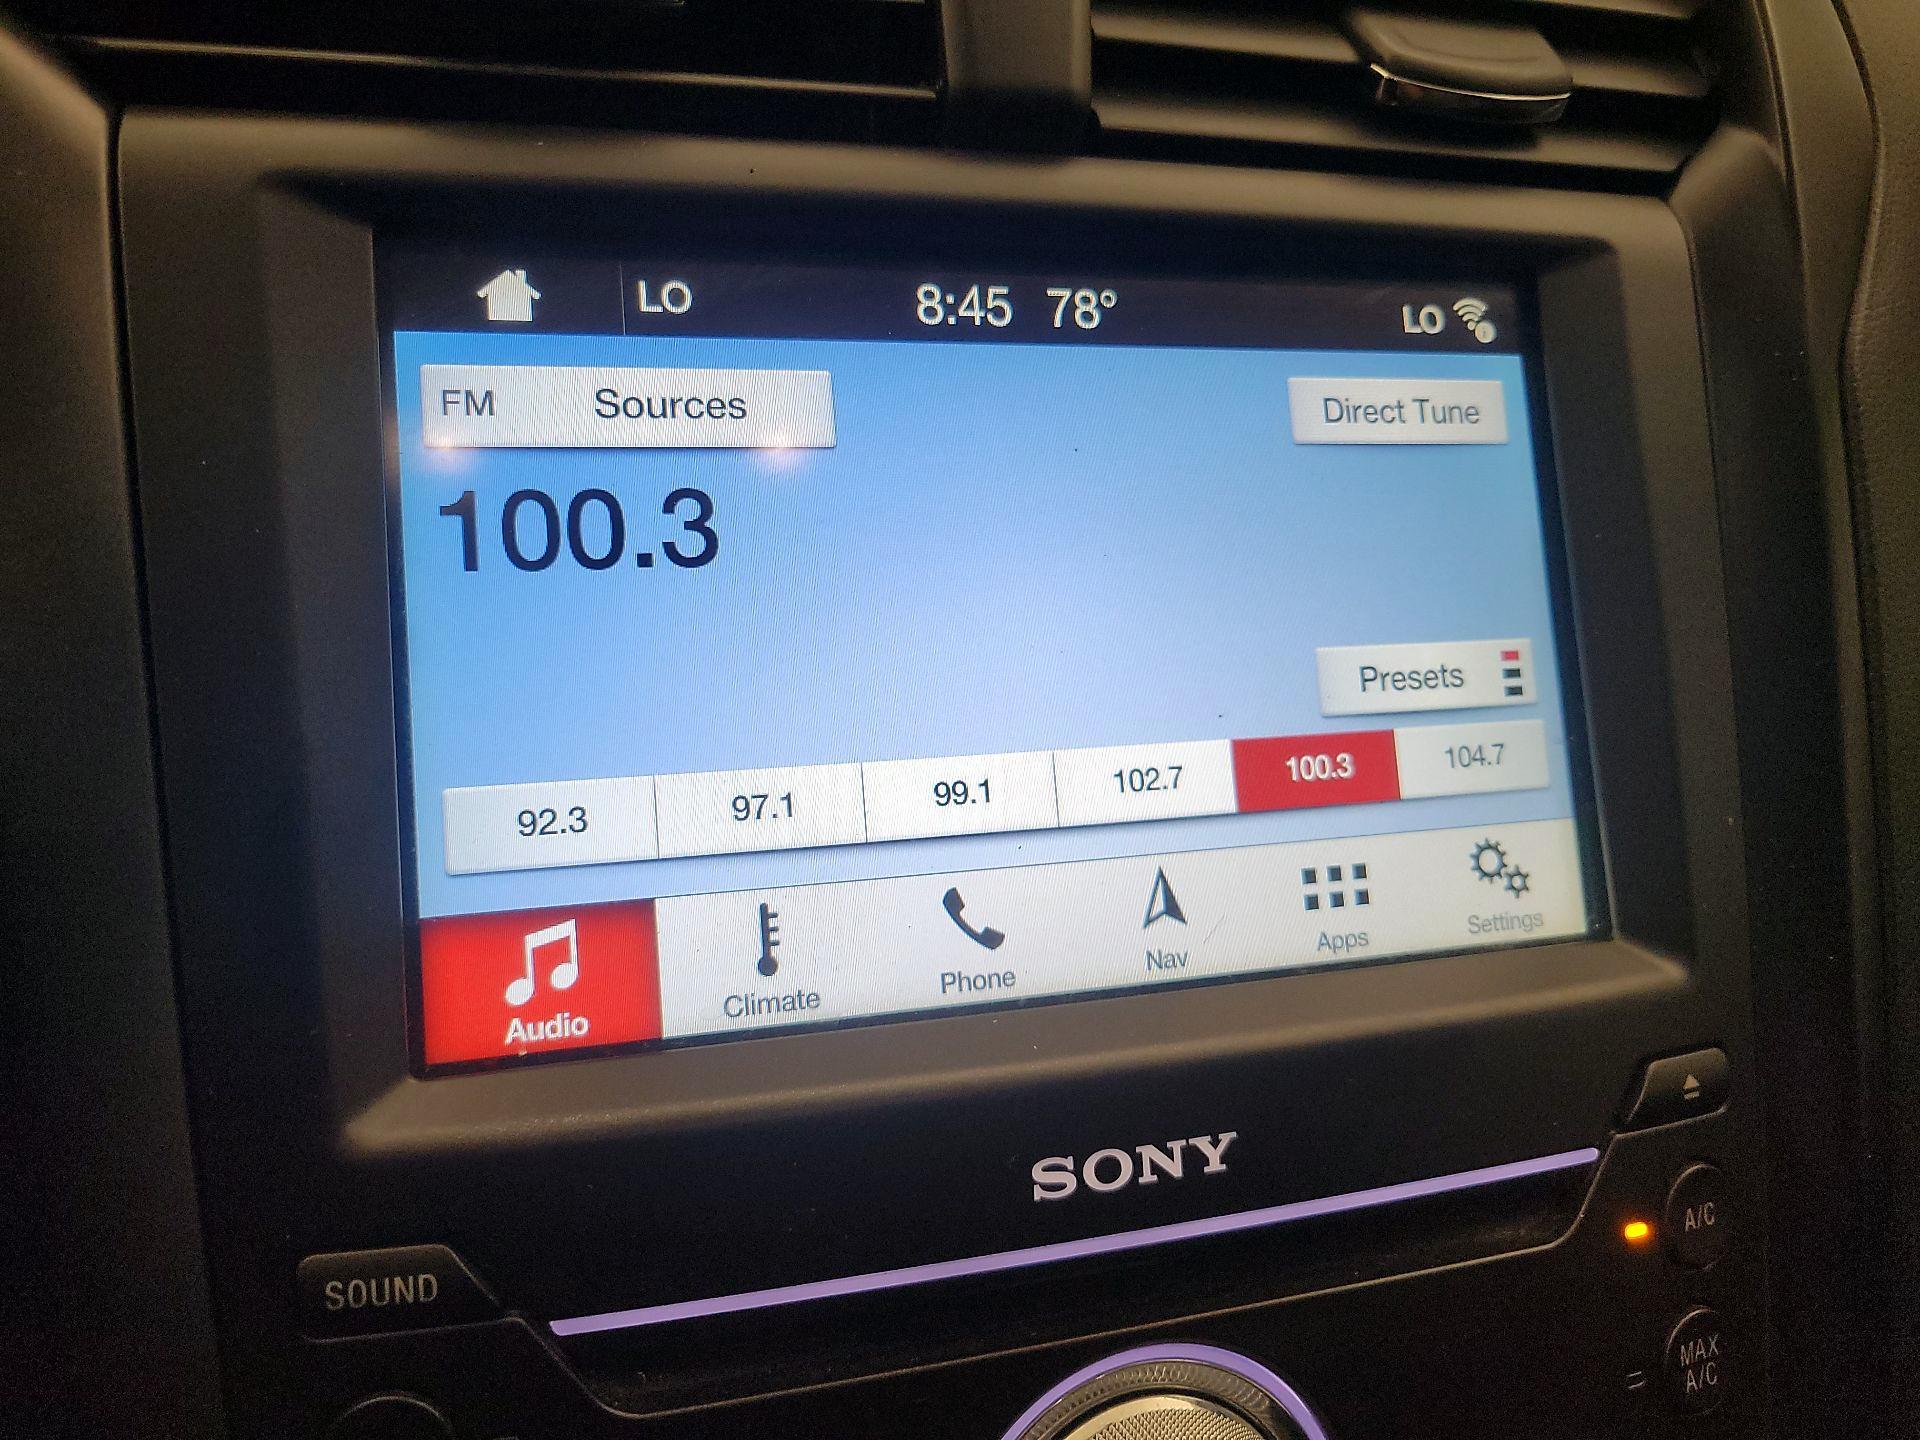 LO 8:45 78° LO
FM Sources Direct Tune
100.3
Presets
92.3 97.1 99.1 102.7 100.3 104.7
Audio Climate Phone Nav Apps Settings
SONY
A/C
SOUND
MAX
A/C